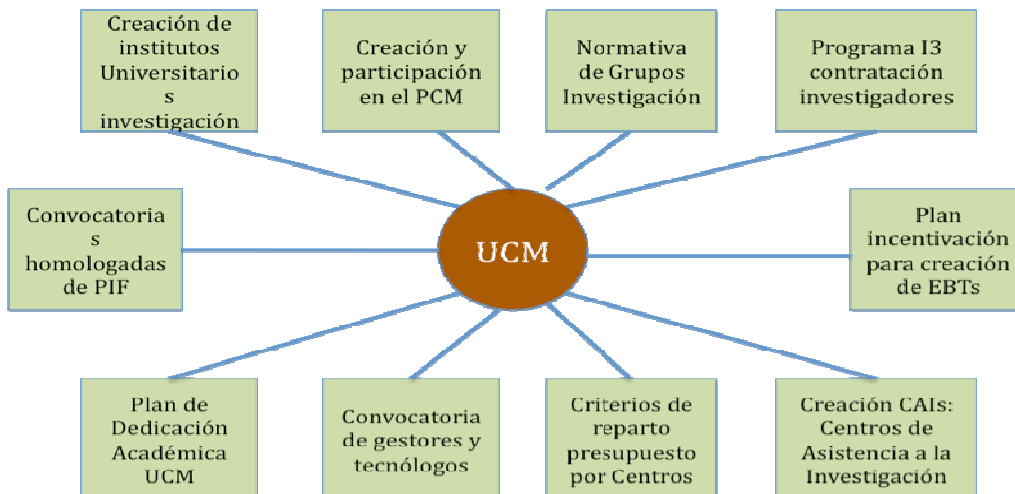 Creación de
institutos
Universitario
s
investigación
Creación y
participación
en el PCM
Normativa
de Grupos
Investigación
Programa I3
contratación
investigadores
Convocatoria
s
homologadas
de PIF
UCM
Plan
incentivación
para creación
de EBTs
Plan de
Dedicación
Académica
UCM
Convocatoria
de gestores y
tecnólogos
Criterios de
reparto
presupuesto
por Centros
Creación CAIs:
Centros de
Asistencia a la
Investigación